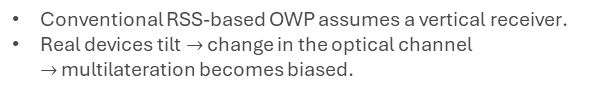 • Conventional RSS-based OWP assumes a vertical receiver.
• Real devices tilt → change in the optical channel
→ multilateration becomes biased.